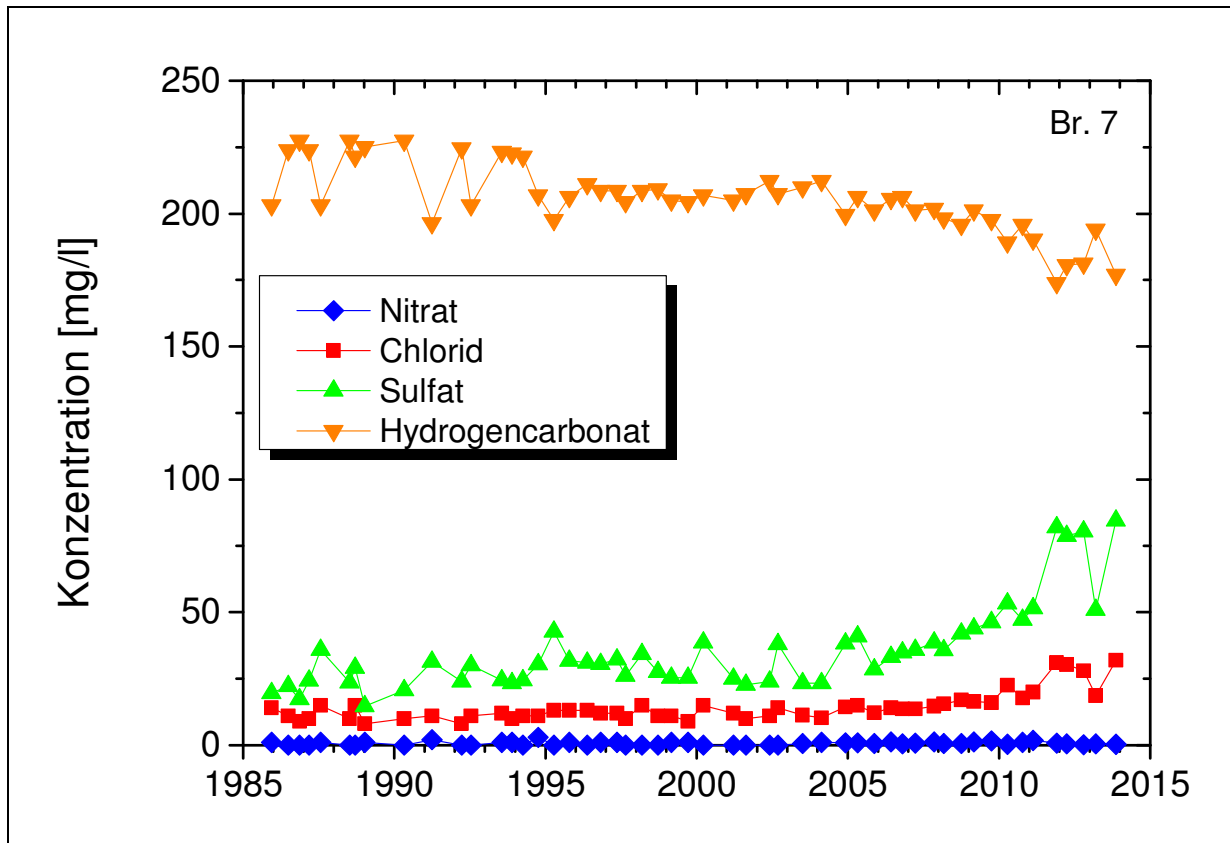 Br. 7
Konzentration [mg/l]
250
200
150
100
50
0
Nitrat
Chlorid
Sulfat
Hydrogencarbonat
1985 1990 1995 2000 2005 2010 2015